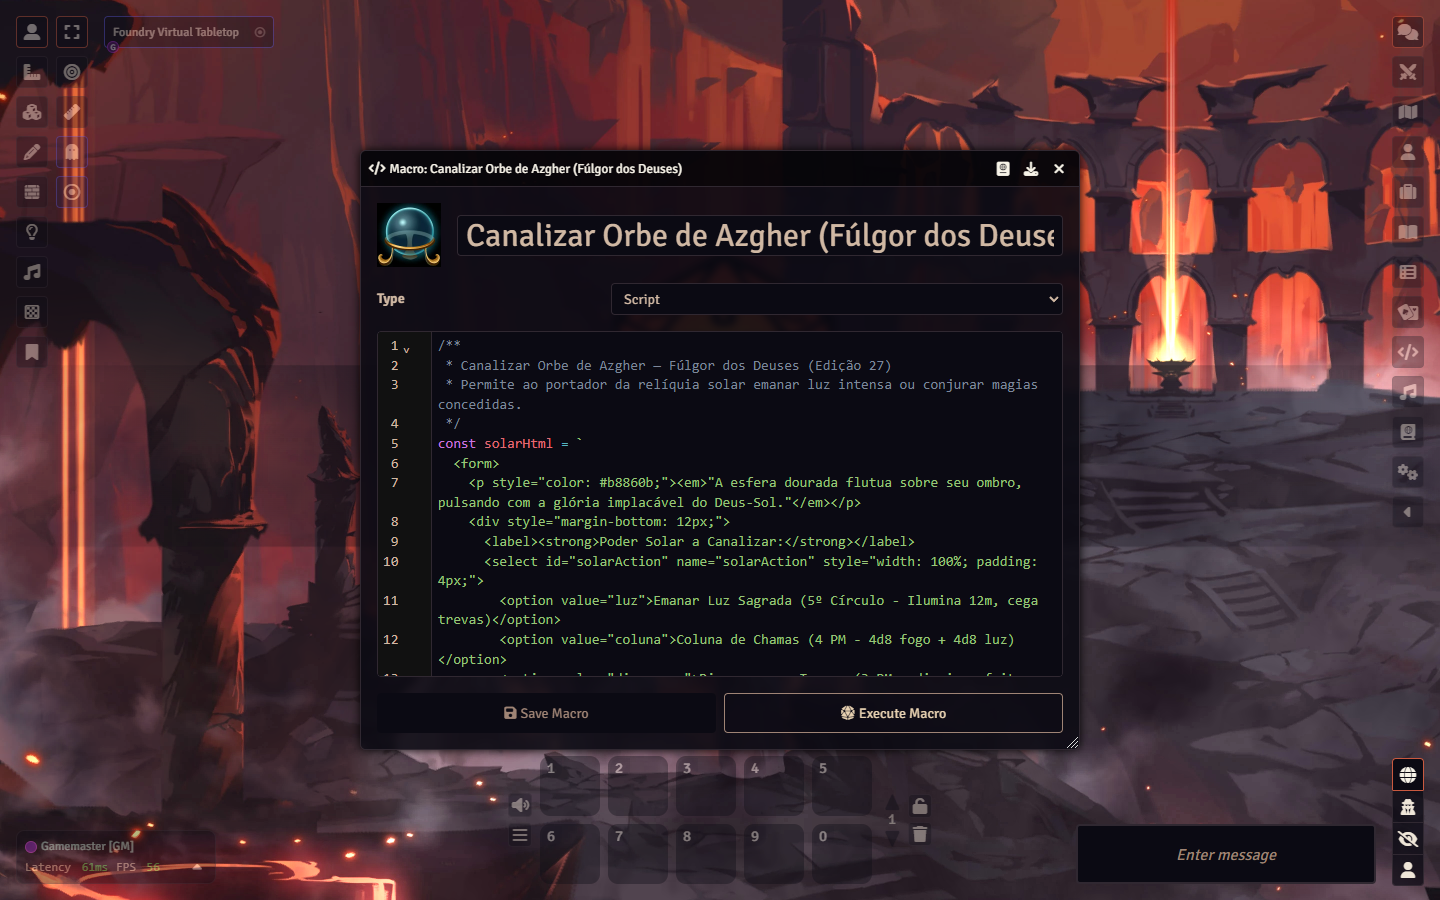 Foundry Virtual Tabletop
G
Macro: Canalizar Orbe de Azgher (Fúlgor dos Deuses)
Canalizar Orbe de Azgher (Fúlgor dos Deuse
Type
Script
1 /**
2 * Canalizar Orbe de Azgher — Fúlgor dos Deuses (Edição 27)
3 * Permite ao portador da relíquia solar emanar luz intensa ou conjurar magias
concedidas.
4 */
5 const solarHtml = `
6 <form>
7 <p style="color: #b8860b;"><em>"A esfera dourada flutua sobre seu ombro,
pulsando com a glória implacável do Deus-Sol."</em></p>
8 <div style="margin-bottom: 12px;">
9 <label><strong>Poder Solar a Canalizar:</strong></label>
10 <select id="solarAction" name="solarAction" style="width: 100%; padding:
4px;">
11 <option value="luz">Emanar Luz Sagrada (5º Círculo - Ilumina 12m, cega
trevas)</option>
12 <option value="coluna">Coluna de Chamas (4 PM - 4d8 fogo + 4d8 luz)
</option>
Save Macro
Execute Macro
1 2 3 4 5
6 7 8 9 0
1
Gamemaster [GM]
Latency 61ms FPS 56
Enter message